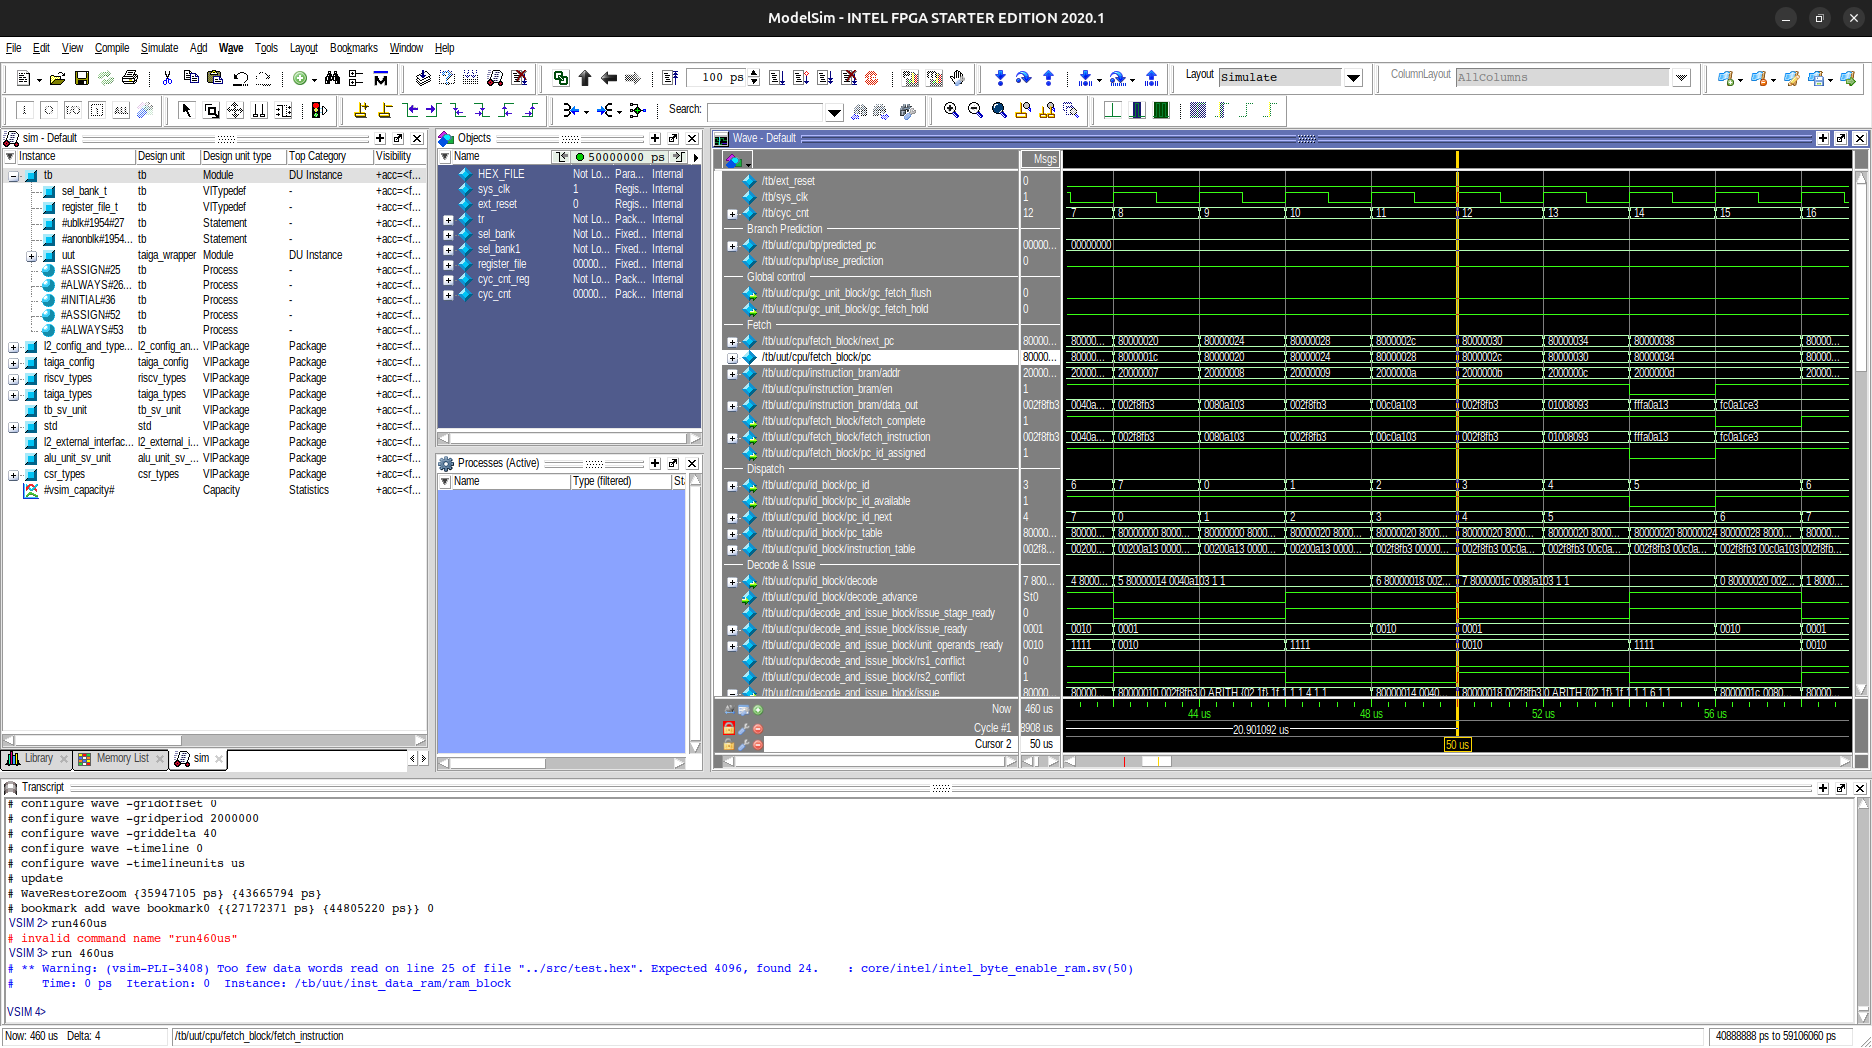 ModelSim - INTEL FPGA STARTER EDITION 2020.1
File Edit View Compile Simulate Add Wave Tools Layout Bookmarks Window Help
100 ps
Layout Simulate
ColumnLayout AllColumns
Search:
sim - Default
Instance Design unit Design unit type Top Category Visibility
tb tb Module DU Instance +acc=<f...
sel_bank_t tb VITypedef - +acc=<f...
register_file_t tb VITypedef - +acc=<f...
#ublk#1954#27 tb Statement - +acc=<f...
#anonblk#1954... tb Statement - +acc=<f...
uut taiga_wrapper Module DU Instance +acc=<f...
#ASSIGN#25 tb Process - +acc=<f...
#ALWAYS#26... tb Process - +acc=<f...
#INITIAL#36 tb Process - +acc=<f...
#ASSIGN#52 tb Process - +acc=<f...
#ALWAYS#53 tb Process - +acc=<f...
l2_config_and_type... l2_config_an... VIPackage Package +acc=<f...
taiga_config taiga_config VIPackage Package +acc=<f...
riscv_types riscv_types VIPackage Package +acc=<f...
taiga_types taiga_types VIPackage Package +acc=<f...
tb_sv_unit tb_sv_unit VIPackage Package +acc=<f...
std std VIPackage Package +acc=<f...
l2_external_interfac... l2_external_i... VIPackage Package +acc=<f...
alu_unit_sv_unit alu_unit_sv_... VIPackage Package +acc=<f...
csr_types csr_types VIPackage Package +acc=<f...
#vsim_capacity# Capacity Statistics +acc=<f...
Library Memory List sim
Objects
Name 50000000 ps
HEX_FILE Not Lo... Para... Internal
sys_clk 1 Regis... Internal
ext_reset 0 Regis... Internal
tr Not Lo... Pack... Internal
sel_bank Not Lo... Fixed... Internal
sel_bank1 Not Lo... Fixed... Internal
register_file 00000... Fixed... Internal
cyc_cnt_reg Not Lo... Pack... Internal
cyc_cnt 00000... Pack... Internal
Processes (Active)
Name Type (filtered) St
Wave - Default
Msgs
/tb/ext_reset 0
/tb/sys_clk 1
/tb/cyc_cnt 12 7 8 9 10 11 12 13 14 15 16
Branch Prediction
/tb/uut/cpu/bp/predicted_pc 00000... 00000000
/tb/uut/cpu/bp/use_prediction 0
Global control
/tb/uut/cpu/gc_unit_block/gc_fetch_flush 0
/tb/uut/cpu/gc_unit_block/gc_fetch_hold 0
Fetch
/tb/uut/cpu/fetch_block/next_pc 80000... 80000... 80000020 80000024 80000028 8000002c 80000030 80000034 80000038 80000...
/tb/uut/cpu/fetch_block/pc 80000... 80000... 8000001c 80000020 80000024 80000028 8000002c 80000030 80000034 80000...
/tb/uut/cpu/instruction_bram/addr 20000... 20000... 20000007 20000008 20000009 2000000a 2000000b 2000000c 2000000d 20000...
/tb/uut/cpu/instruction_bram/en 1
/tb/uut/cpu/instruction_bram/data_out 002f8fb3 0040a... 002f8fb3 0080a103 002f8fb3 00c0a103 002f8fb3 01008093 fffa0a13 fc0a1ce3
/tb/uut/cpu/fetch_block/fetch_complete 1
/tb/uut/cpu/fetch_block/fetch_instruction 002f8fb3 0040a... 002f8fb3 0080a103 002f8fb3 00c0a103 002f8fb3 01008093 fffa0a13 fc0a1ce3
/tb/uut/cpu/fetch_block/pc_id_assigned 1
Dispatch
/tb/uut/cpu/id_block/pc_id 3 6 7 0 1 2 3 4 5 6
/tb/uut/cpu/id_block/pc_id_available 1
/tb/uut/cpu/id_block/pc_id_next 4 7 0 1 2 3 4 5 6 7
/tb/uut/cpu/id_block/pc_table 80000... 80000... 80000000 8000... 80000000 8000... 80000020 8000... 80000020 8000... 80000020 8000... 80000020 8000... 80000020 80000024 80000028 8000...
/tb/uut/cpu/id_block/instruction_table 002f8... 00200... 00200a13 0000... 00200a13 0000... 00200a13 0000... 002f8fb3 00000... 002f8fb3 00c0a... 002f8fb3 00c0a... 002f8fb3 00c0a... 002f8fb3 00c0a103 002f8fb...
Decode & Issue
/tb/uut/cpu/id_block/decode 7 800... 4 8000... 5 80000014 0040a103 1 1 6 80000018 002... 7 8000001c 0080a103 1 1 0 80000020 002... 1 8000...
/tb/uut/cpu/id_block/decode_advance St0
/tb/uut/cpu/decode_and_issue_block/issue_stage_ready 0
/tb/uut/cpu/decode_and_issue_block/issue_ready 0001 0010 0001 0010 0001 0010 0001
/tb/uut/cpu/decode_and_issue_block/unit_operands_ready 0010 1111 0010 1111 0010 1111 0010
/tb/uut/cpu/decode_and_issue_block/rs1_conflict 0
/tb/uut/cpu/decode_and_issue_block/rs2_conflict 1
/tb/uut/cpu/decode_and_issue_block/issue 80000... 80000... 80000010 002f8fb3 0 ARITH {02 1f} 1f 1 1 1 4 1 1 80000014 0040... 80000018 002f8fb3 0 ARITH {02 1f} 1f 1 1 1 6 1 1 8000001c 0080... 80000...
Now 460 us 44 us 48 us 52 us 56 us
Cycle #1 8908 us 20.901092 us
Cursor 2 50 us 50 us
Transcript
# configure wave -gridoffset 0
# configure wave -gridperiod 2000000
# configure wave -griddelta 40
# configure wave -timeline 0
# configure wave -timelineunits us
# update
# WaveRestoreZoom {35947105 ps} {43665794 ps}
# bookmark add wave bookmark0 {{27172371 ps} {44805220 ps}} 0
VSIM 2> run460us
# invalid command name "run460us"
VSIM 3> run 460us
# ** Warning: (vsim-PLI-3408) Too few data words read on line 25 of file "../src/test.hex". Expected 4096, found 24. : core/intel/intel_byte_enable_ram.sv(50)
# Time: 0 ps Iteration: 0 Instance: /tb/uut/inst_data_ram/ram_block
VSIM 4>
Now: 460 us Delta: 4 /tb/uut/cpu/fetch_block/fetch_instruction 40888888 ps to 59106060 ps